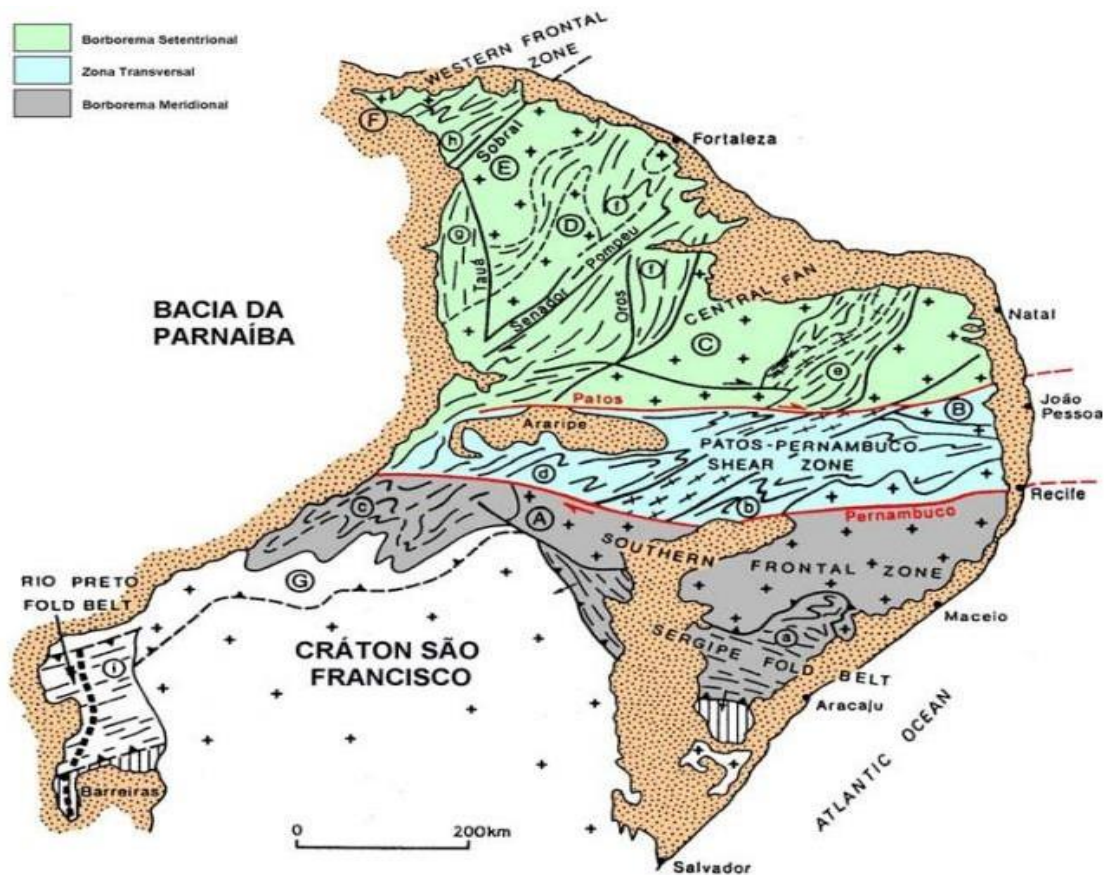 Borborema Setentrional
Zona Transversal
Borborema Meridional
WESTERN FRONTAL
ZONE
F
h
Sobral
E
Fortaleza
g
D
f
Tauá
Senador Pompeu
Orós
f
CENTRAL FAN
BACIA DA
PARNAÍBA
C
e
Natal
Patos
B
João
Pessoa
Araripe
PATOS-PERNAMBUCO
SHEAR ZONE
d
b
Recife
Pernambuco
c
A
SOUTHERN
FRONTAL ZONE
G
RIO PRETO
FOLD BELT
Maceio
a
SERGIPE FOLD BELT
i
CRÁTON SÃO
FRANCISCO
Aracaju
ATLANTIC OCEAN
Barreiras
0 200km
Salvador